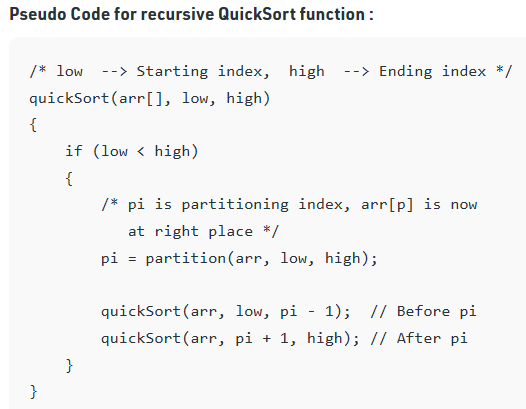 Pseudo Code for recursive QuickSort function :
/* low  --> Starting index,  high  --> Ending index */
quickSort(arr[], low, high)
{
    if (low < high)
    {
        /* pi is partitioning index, arr[p] is now
           at right place */
        pi = partition(arr, low, high);

        quickSort(arr, low, pi - 1);  // Before pi
        quickSort(arr, pi + 1, high); // After pi
    }
}